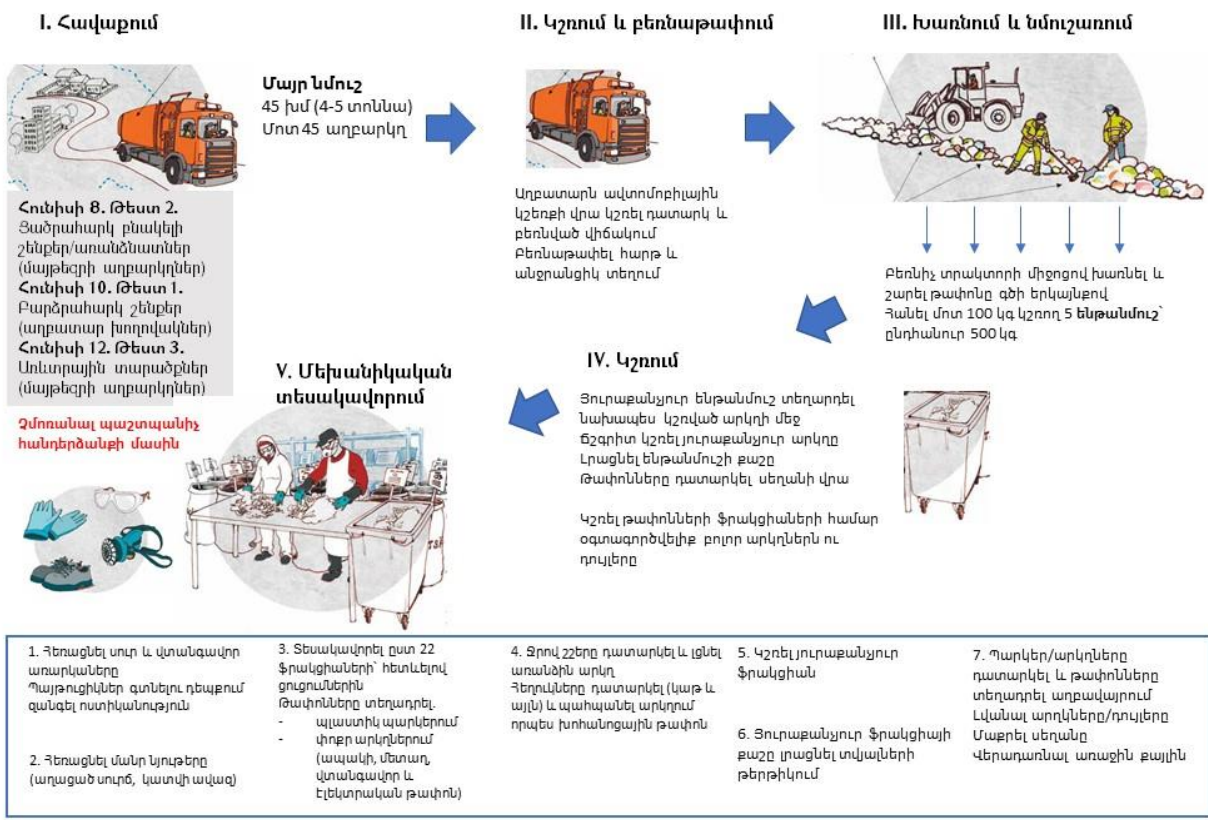 I. Հավաքում
II. Կշռում և բեռնաթափում
III. Խառնում և նմուշառում
Մայր նմուշ
45 խմ (4-5 տոննա)
Մոտ 45 աղբարկղ
Հունիսի 8. Թեստ 2.
Ցածրահարկ բնակելի
շենքեր/առանձնատներ
(մայթեզրի աղբարկղներ)
Հունիսի 10. Թեստ 1.
Բարձրահարկ շենքեր
(աղբատար խողովակներ)
Հունիսի 12. Թեստ 3.
Առևտրային տարածքներ
(մայթեզրի աղբարկղներ)
Չմոռանալ պաշտպանիչ
հանդերձանքի մասին
Աղբատարն ավտոմոբիլային
կշեռքի վրա կշռել դատարկ և
բեռնված վիճակում
Բեռնաթափել հարթ և
անջրանցիկ տեղում
Բեռնիչ տրակտորի միջոցով խառնել և
շարել թափոնը գծի երկայնքով
Հանել մոտ 100 կգ կշռող 5 ենթանմուշ՝
ընդհանուր 500 կգ
IV. Կշռում
Յուրաքանչյուր ենթանմուշ տեղադրել
նախապես կշռված արկղի մեջ
Ճշգրիտ կշռել յուրաքանչյուր արկղը
Լրացնել ենթանմուշի քաշը
Թափոնները դատարկել սեղանի վրա
Կշռել թափոնների ֆրակցիաների համար
օգտագործվելիք բոլոր արկղներն ու
դույլերը
V. Մեխանիկական
տեսակավորում
1. Հեռացնել սուր և վտանգավոր
առարկաները
Պայթուցիկներ գտնելու դեպքում
զանգել ոստիկանություն
2. Հեռացնել մանր նյութերը
(աղացած սուրճ, կատվի ավազ)
3. Տեսակավորել ըստ 22
ֆրակցիաների՝ հետևելով
ցուցումներին
Թափոնները տեղադրել.
- պլաստիկ պարկերում
- փոքր արկղներում
(ապակի, մետաղ,
վտանգավոր և
էլեկտրական թափոն)
4. Ջրով շշերը դատարկել և լցնել
առանձին արկղ
Հեղուկները դատարկել (կաթ և
այլն) և պահպանել արկղում
որպես խոհանոցային թափոն
5. Կշռել յուրաքանչյուր
ֆրակցիան
6. Յուրաքանչյուր ֆրակցիայի
քաշը լրացնել տվյալների
թերթիկում
7. Պարկեր/արկղները
դատարկել և թափոնները
տեղադրել աղբավայրում
Լվանալ արղկները/դույլերը
Մաքրել սեղանը
Վերադառնալ առաջին քայլին